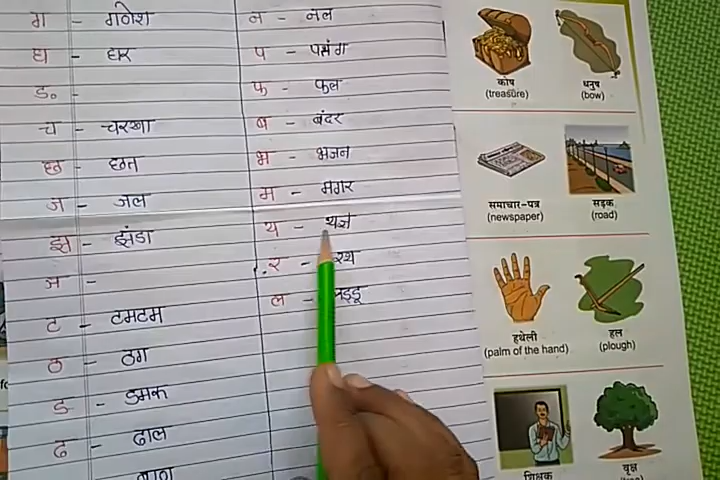 ग - गणेश
घ - घर
ङ -
च - चरखा
छ - छत
ज - जल
झ - झंडा
ञ -
ट - टमटम
ठ - ठग
ड - डमरू
ढ - ढाल
न - नल
प - पतंग
फ - फल
ब - बंदर
भ - भजन
म - मगर
य - यज्ञ
र - रथ
ल - लड्डू
कोष
(treasure)
धनुष
(bow)
समाचार-पत्र
(newspaper)
सड़क
(road)
हथेली
(palm of the hand)
हल
(plough)
शिक्षक
वृक्ष